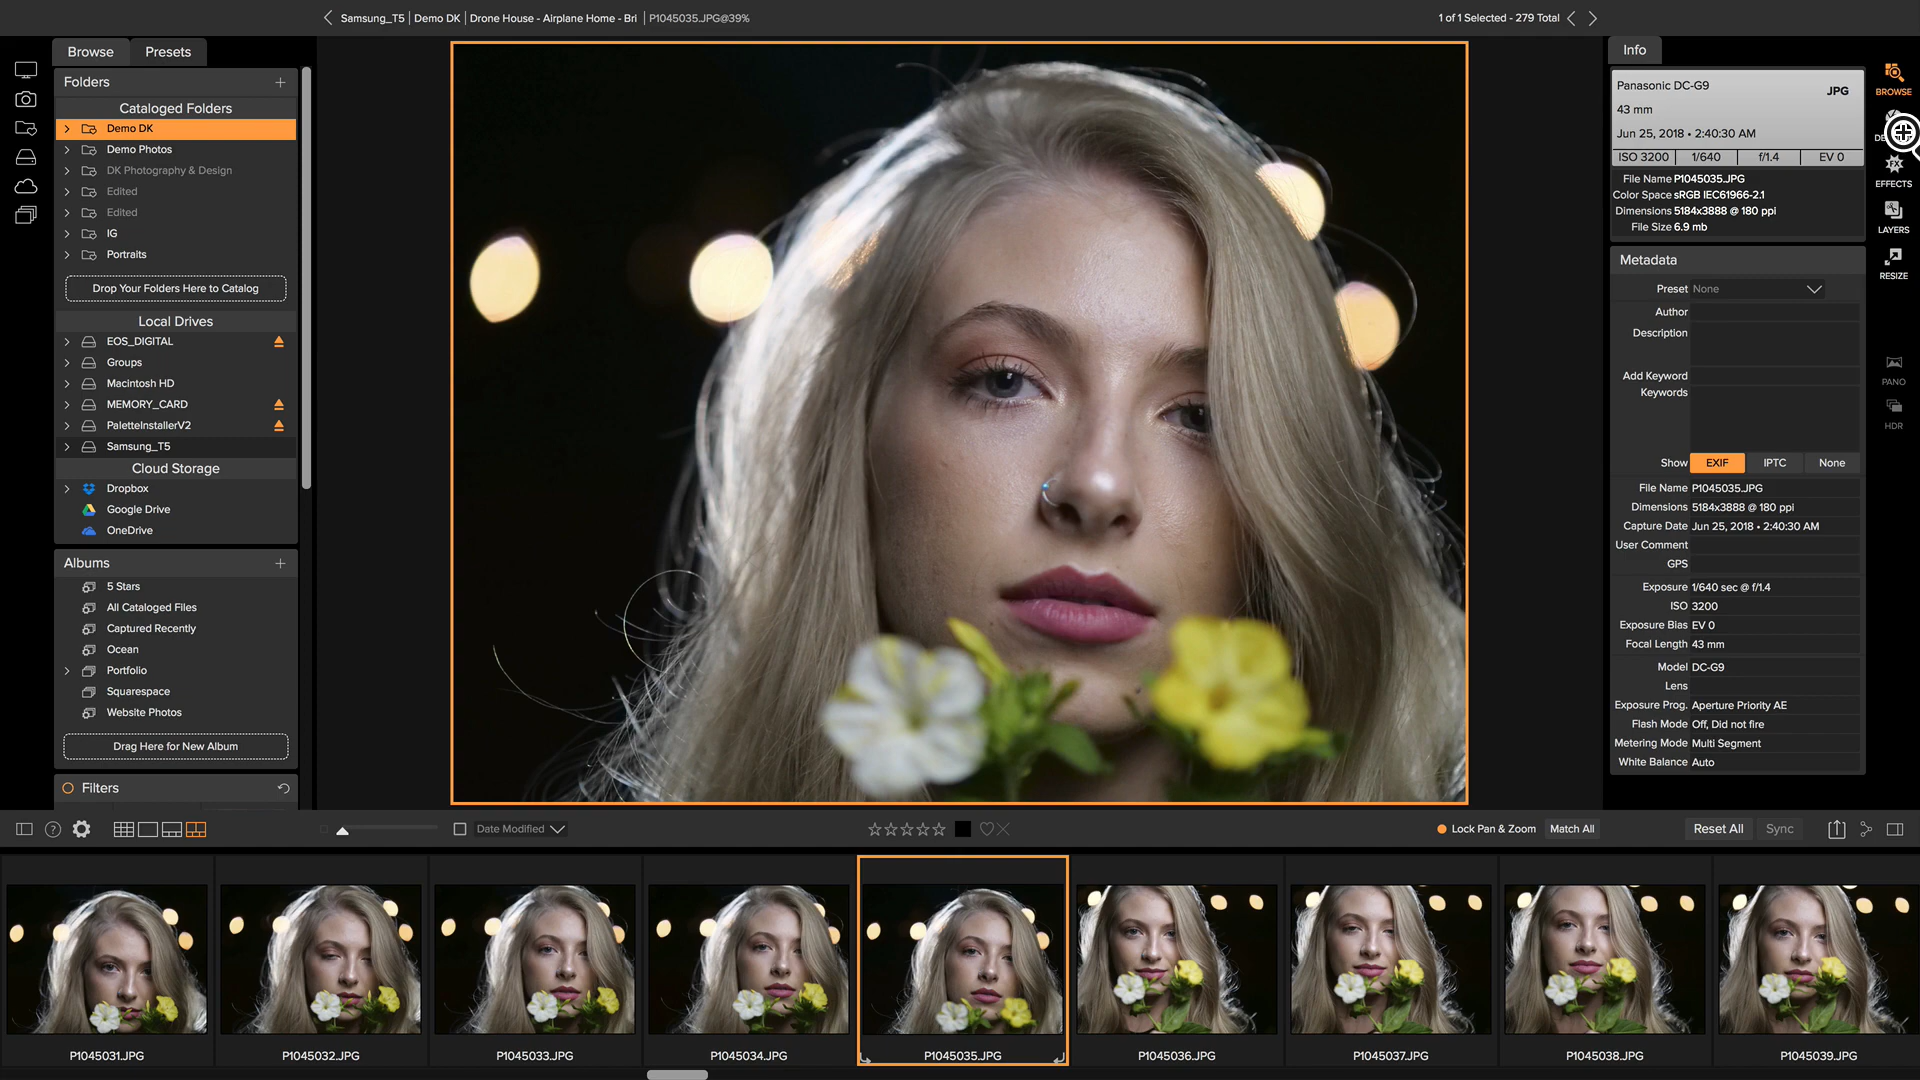 Samsung_T5 | Demo DK | Drone House - Airplane Home - Bri | P1045035.JPG@39%
1 of 1 Selected - 279 Total
Browse Presets
Folders
Cataloged Folders
Demo DK
Demo Photos
DK Photography & Design
Edited
Edited
IG
Portraits
Drop Your Folders Here to Catalog
Local Drives
EOS_DIGITAL
Groups
Macintosh HD
MEMORY_CARD
PaletteInstallerV2
Samsung_T5
Cloud Storage
Dropbox
Google Drive
OneDrive
Albums
5 Stars
All Cataloged Files
Captured Recently
Ocean
Portfolio
Squarespace
Website Photos
Drag Here for New Album
Filters
Info
Panasonic DC-G9
JPG
43 mm
Jun 25, 2018 • 2:40:30 AM
ISO 3200 1/640 f/1.4 EV 0
File Name P1045035.JPG
Color Space sRGB IEC61966-2.1
Dimensions 5184x3888 @ 180 ppi
File Size 6.9 mb
Metadata
Preset None
Author
Description
Add Keyword
Keywords
Show EXIF IPTC None
File Name P1045035.JPG
Dimensions 5184x3888 @ 180 ppi
Capture Date Jun 25, 2018 • 2:40:30 AM
User Comment
GPS
Exposure 1/640 sec @ f/1.4
ISO 3200
Exposure Bias EV 0
Focal Length 43 mm
Model DC-G9
Lens
Exposure Prog. Aperture Priority AE
Flash Mode Off, Did not fire
Metering Mode Multi Segment
White Balance Auto
BROWSE
FX
EFFECTS
LAYERS
RESIZE
PANO
HDR
?
Date Modified
Lock Pan & Zoom Match All
Reset All Sync
P1045031.JPG P1045032.JPG P1045033.JPG P1045034.JPG P1045035.JPG P1045036.JPG P1045037.JPG P1045038.JPG P1045039.JPG